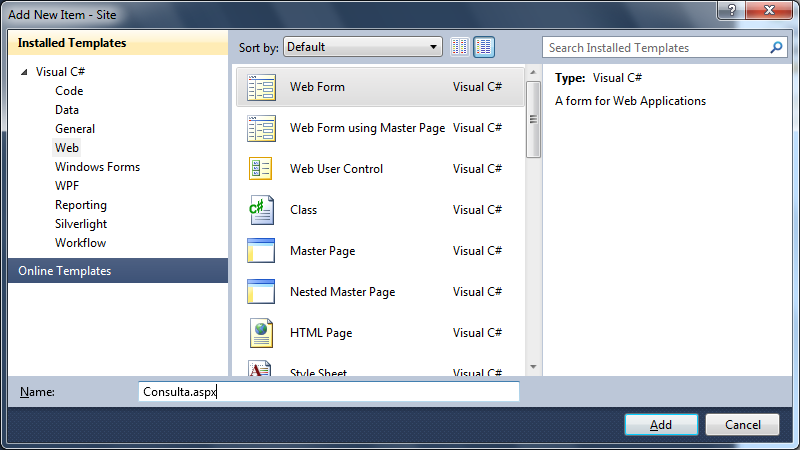 Add New Item - Site
Installed Templates
Visual C#
Code
Data
General
Web
Windows Forms
WPF
Reporting
Silverlight
Workflow
Online Templates
Sort by: Default
Search Installed Templates
Web Form Visual C#
Web Form using Master Page Visual C#
Web User Control Visual C#
C# Class Visual C#
Master Page Visual C#
Nested Master Page Visual C#
HTML Page Visual C#
A Style Sheet Visual C#
Type: Visual C#
A form for Web Applications
Name: Consulta.aspx
Add
Cancel